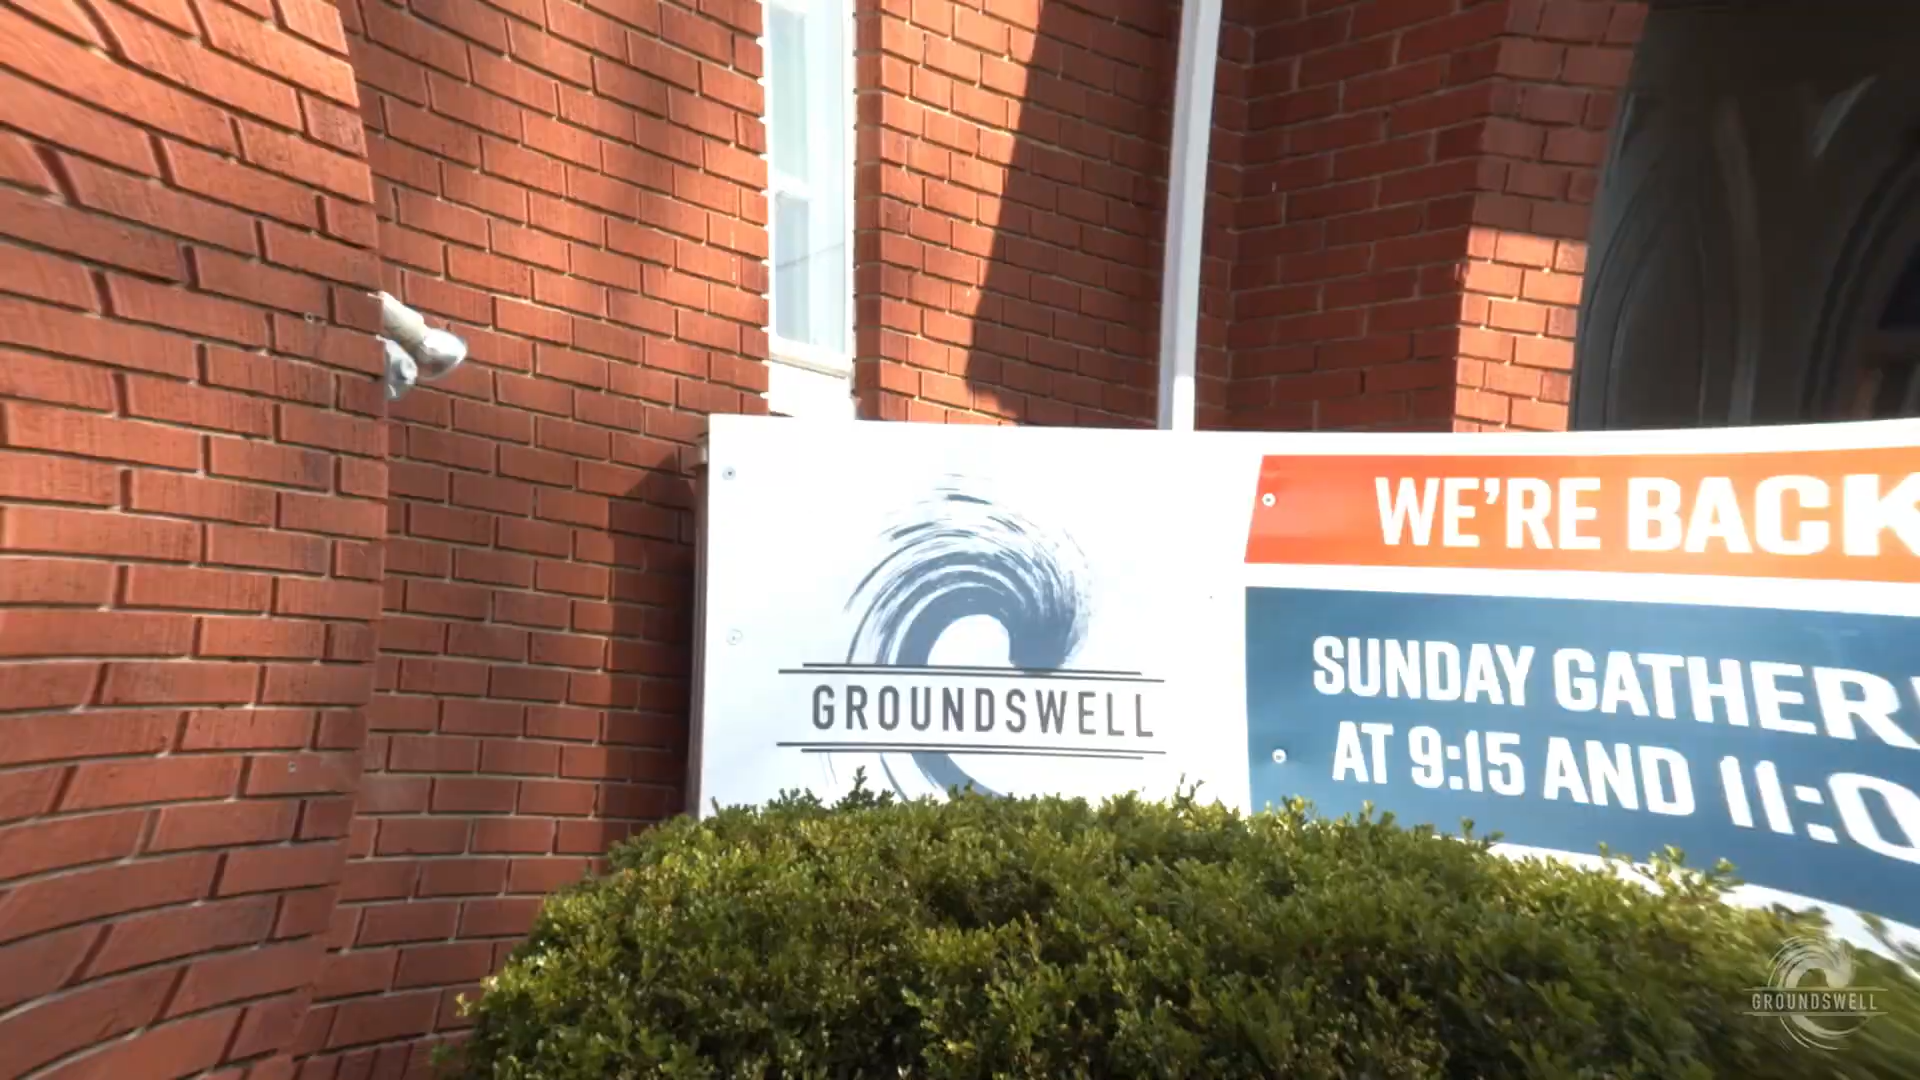 WE'RE BACK
GROUNDSWELL
SUNDAY GATHER
AT 9:15 AND 11:0
GROUNDSWELL